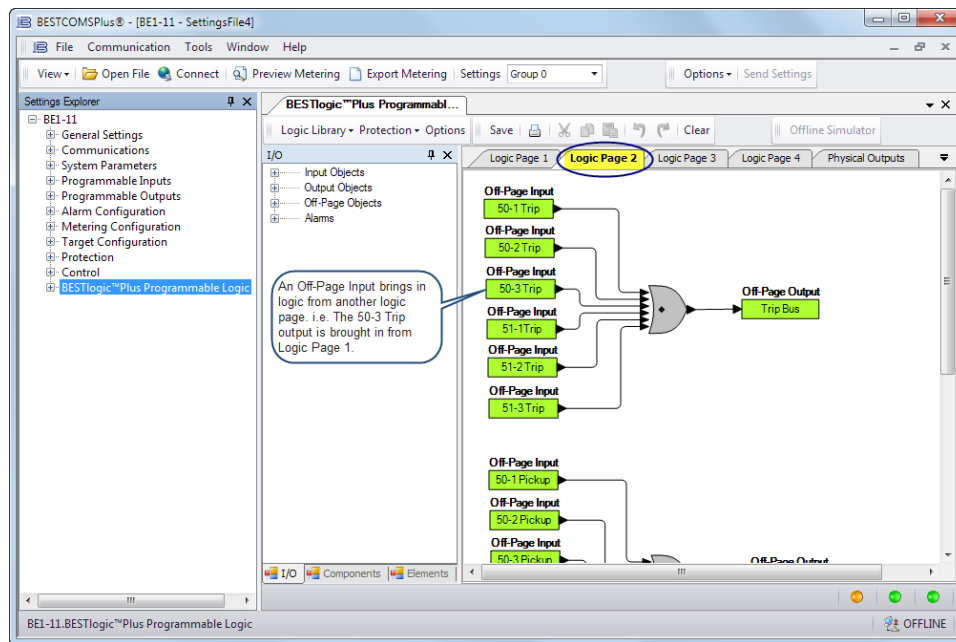 BESTCOMSPlus® - [BE1-11 - SettingsFile4]
File Communication Tools Window Help
View Open File Connect Preview Metering Export Metering Settings Group 0 Options Send Settings
Settings Explorer
BE1-11
General Settings
Communications
System Parameters
Programmable Inputs
Programmable Outputs
Alarm Configuration
Metering Configuration
Target Configuration
Protection
Control
BESTlogic™Plus Programmable Logic
BESTlogic™Plus Programmabl...
Logic Library Protection Options Save Clear Offline Simulator
I/O
Input Objects
Output Objects
Off-Page Objects
Alarms
An Off-Page Input brings in
logic from another logic
page. i.e. The 50-3 Trip
output is brought in from
Logic Page 1.
I/O Components Elements
Logic Page 1 Logic Page 2 Logic Page 3 Logic Page 4 Physical Outputs
Off-Page Input
50-1 Trip
Off-Page Input
50-2 Trip
Off-Page Input
50-3 Trip
Off-Page Input
51-1Trip
Off-Page Input
51-2 Trip
Off-Page Input
51-3 Trip
Off-Page Output
Trip Bus
Off-Page Input
50-1 Pickup
Off-Page Input
50-2 Pickup
Off-Page Input
50-3 Pickup
Off-Page Output
BE1-11.BESTlogic™Plus Programmable Logic
OFFLINE